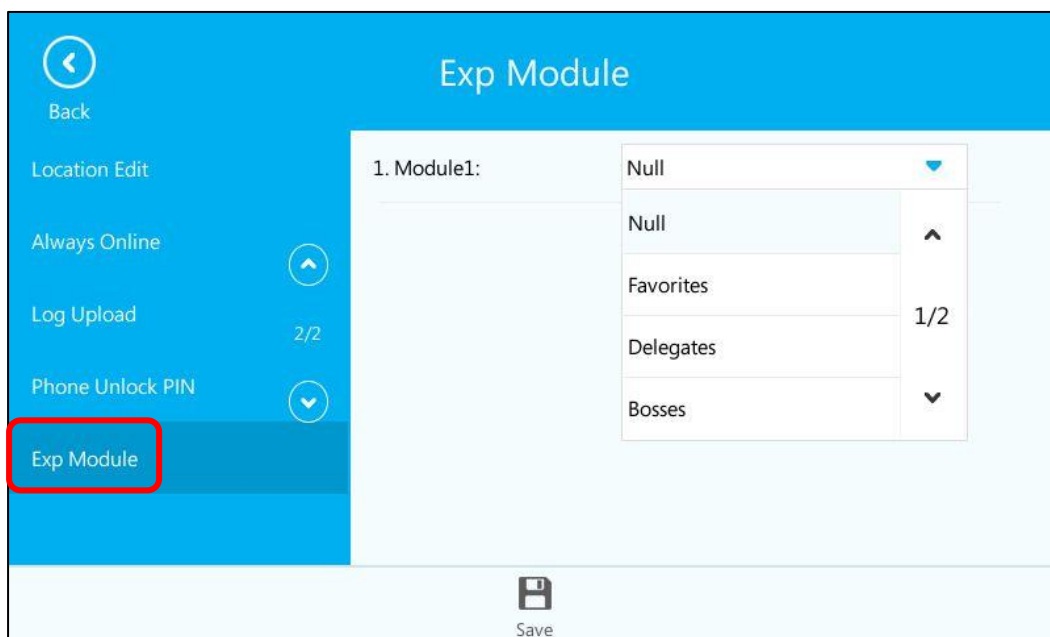 Back
Exp Module
Location Edit
Always Online
Log Upload
2/2
Phone Unlock PIN
Exp Module
1. Module1:
Null
Null
Favorites
Delegates
Bosses
1/2
Save